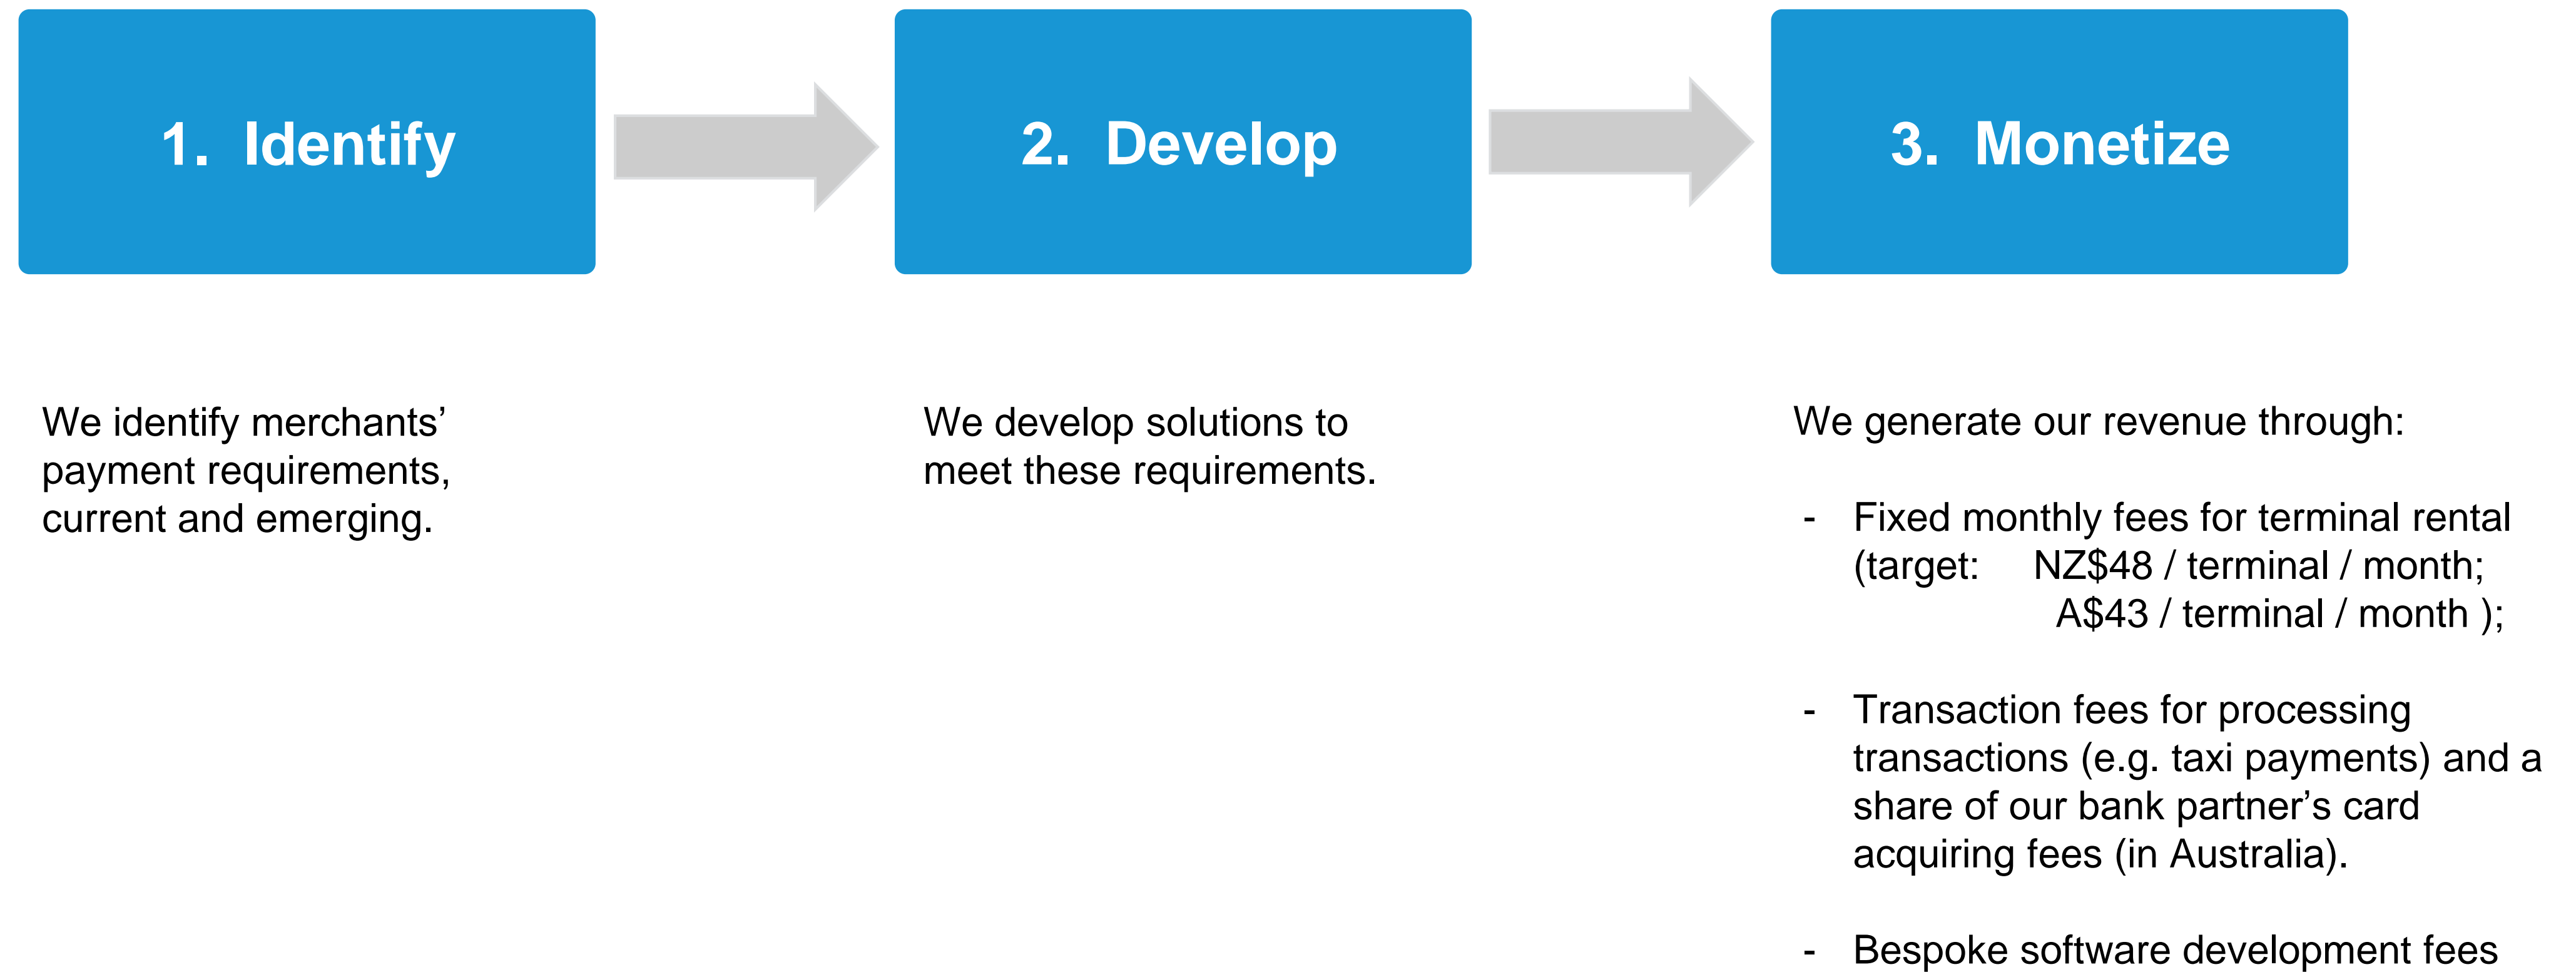 1. Identify
2. Develop
3. Monetize
We identify merchants’
payment requirements,
current and emerging.
We develop solutions to
meet these requirements.
We generate our revenue through:
- Fixed monthly fees for terminal rental
(target: NZ$48 / terminal / month;
A$43 / terminal / month );
- Transaction fees for processing
transactions (e.g. taxi payments) and a
share of our bank partner’s card
acquiring fees (in Australia).
- Bespoke software development fees